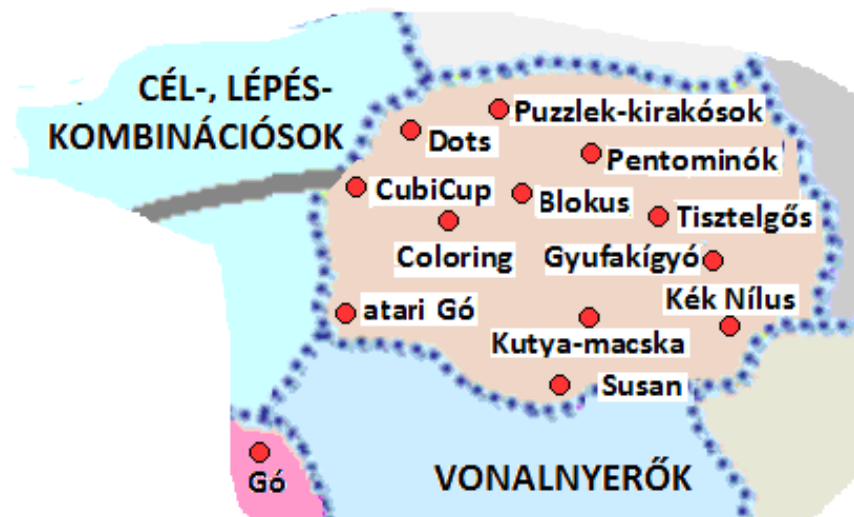 CÉL-, LÉPÉS-
KOMBINÁCIÓSOK
Puzzlek-kirakósok
Dots
Pentominók
CubiCup
Blokus
Tisztelgős
Coloring
Gyufakígyó
Kék Nílus
atari Gó
Kutya-macska
Susan
Gó
VONALNYERŐK